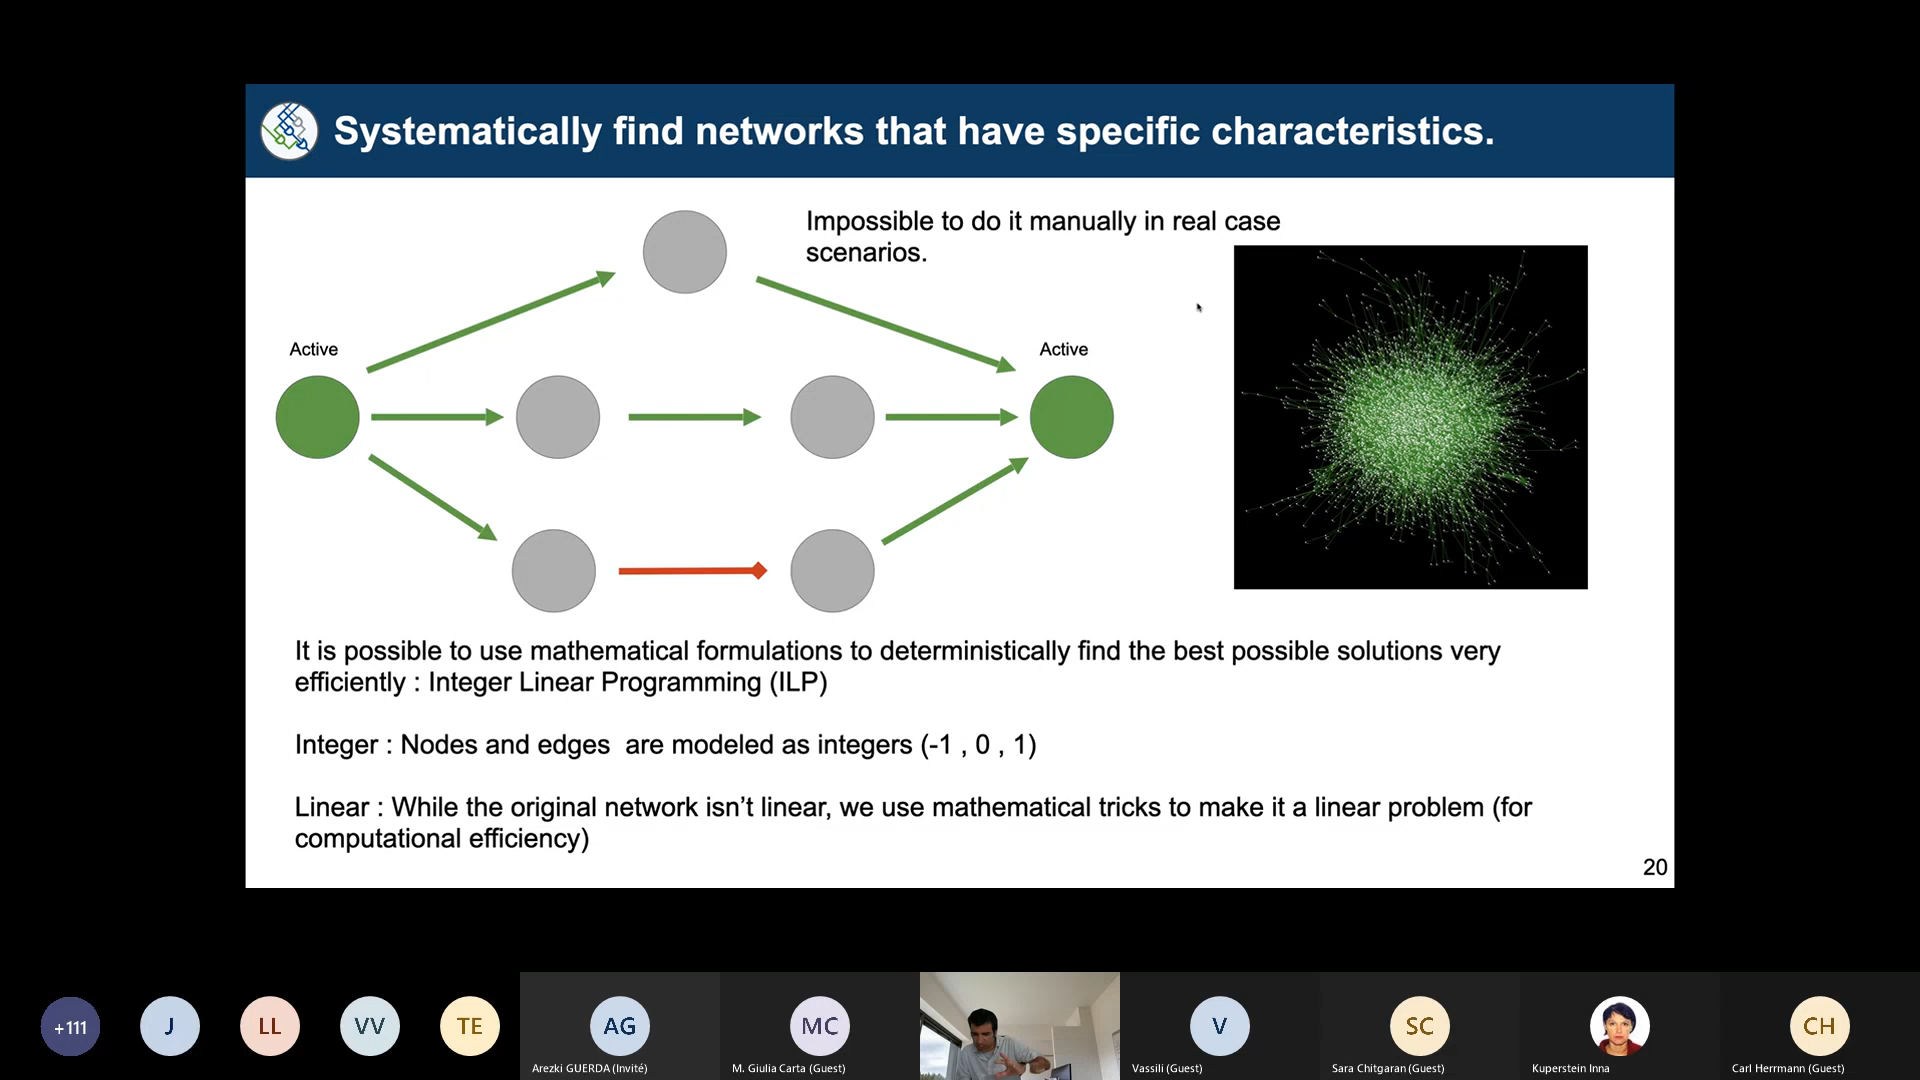 Systematically find networks that have specific characteristics.
Impossible to do it manually in real case
scenarios.
Active
Active
It is possible to use mathematical formulations to deterministically find the best possible solutions very
efficiently : Integer Linear Programming (ILP)
Integer : Nodes and edges  are modeled as integers (-1 , 0 , 1)
Linear : While the original network isn’t linear, we use mathematical tricks to make it a linear problem (for
computational efficiency)
20
+111
J
LL
VV
TE
AG
MC
V
SC
CH
Arezki GUERDA (Invité)
M. Giulia Carta (Guest)
Vassili (Guest)
Sara Chitgaran (Guest)
Kuperstein Inna
Carl Herrmann (Guest)